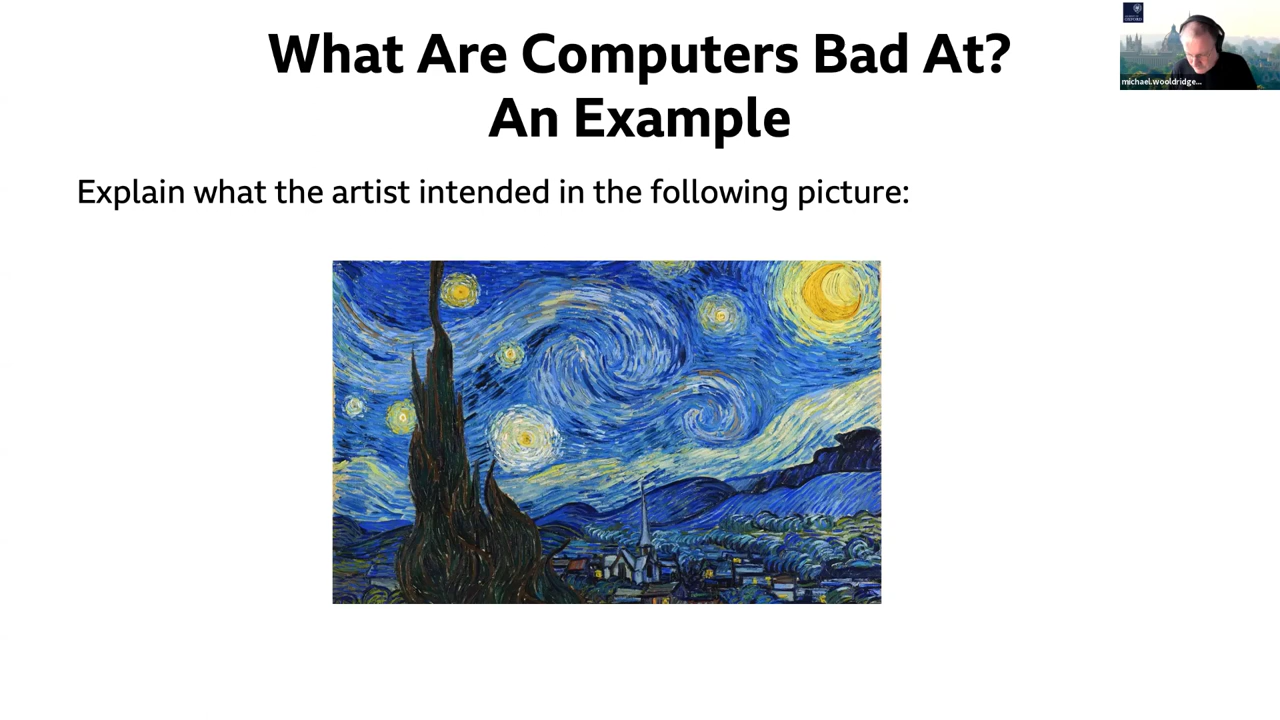 What Are Computers Bad At?
An Example
Explain what the artist intended in the following picture:
michael.wooldridge...